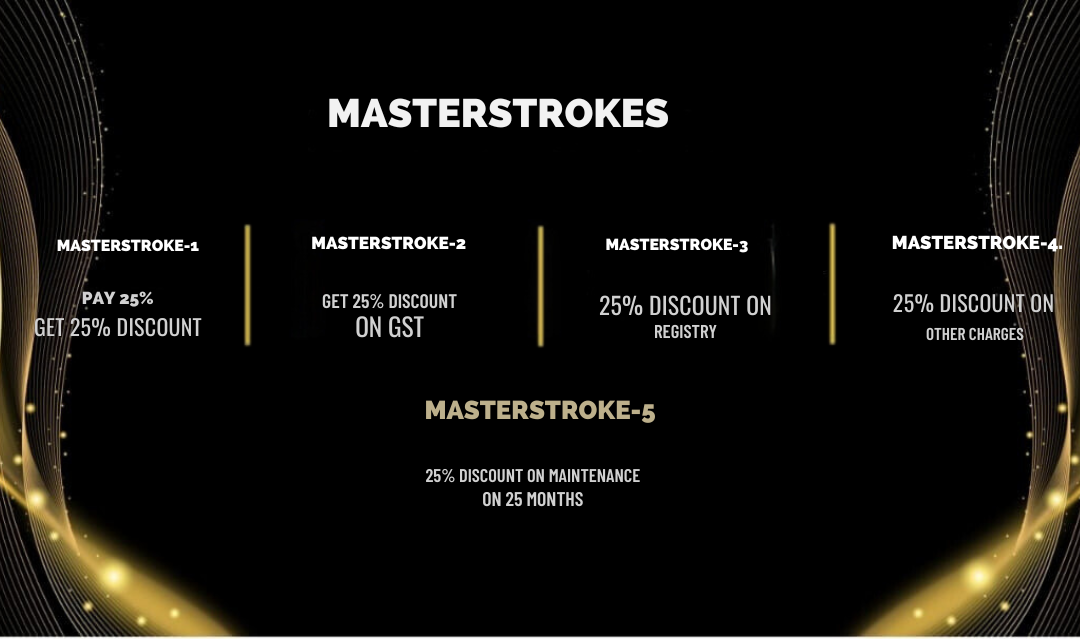 MASTERSTROKES
MASTERSTROKE-1
PAY 25%
GET 25% DISCOUNT
MASTERSTROKE-2
GET 25% DISCOUNT
ON GST
MASTERSTROKE-3
25% DISCOUNT ON
REGISTRY
MASTERSTROKE-4.
25% DISCOUNT ON
OTHER CHARGES
MASTERSTROKE-5
25% DISCOUNT ON MAINTENANCE
ON 25 MONTHS